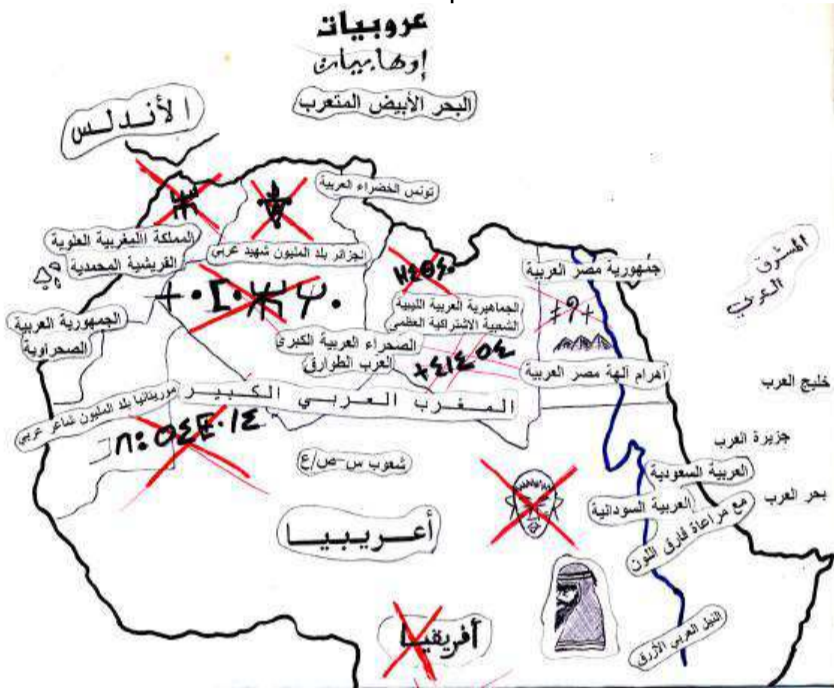 عروبيات
إوهابيات
البحر الأبيض المتعرب
الأندلس
تونس الخضراء العربية
المملكة المغربية العلوية
القريشية المحمدية
الجزائر بلد المليون شهيد عربي
جمهورية مصر العربية
المشرق
العربي
الجماهيرية العربية الليبية
الشعبية الاشتراكية العظمى
الجمهورية العربية
الصحراوية
الصحراء العربية الكبرى
العرب الطوارق
أهرام آلهة مصر العربية
خليج العرب
المغرب العربي الكبير
موريتانيا بلد المليون شاعر عربي
جزيرة العرب
شعوب س-ص/ع
العربية السعودية
بحر العرب
العربية السودانية
مع مراعاة فارق اللون
أعريبيا
أفريقيا
النيل العربي الأزرق